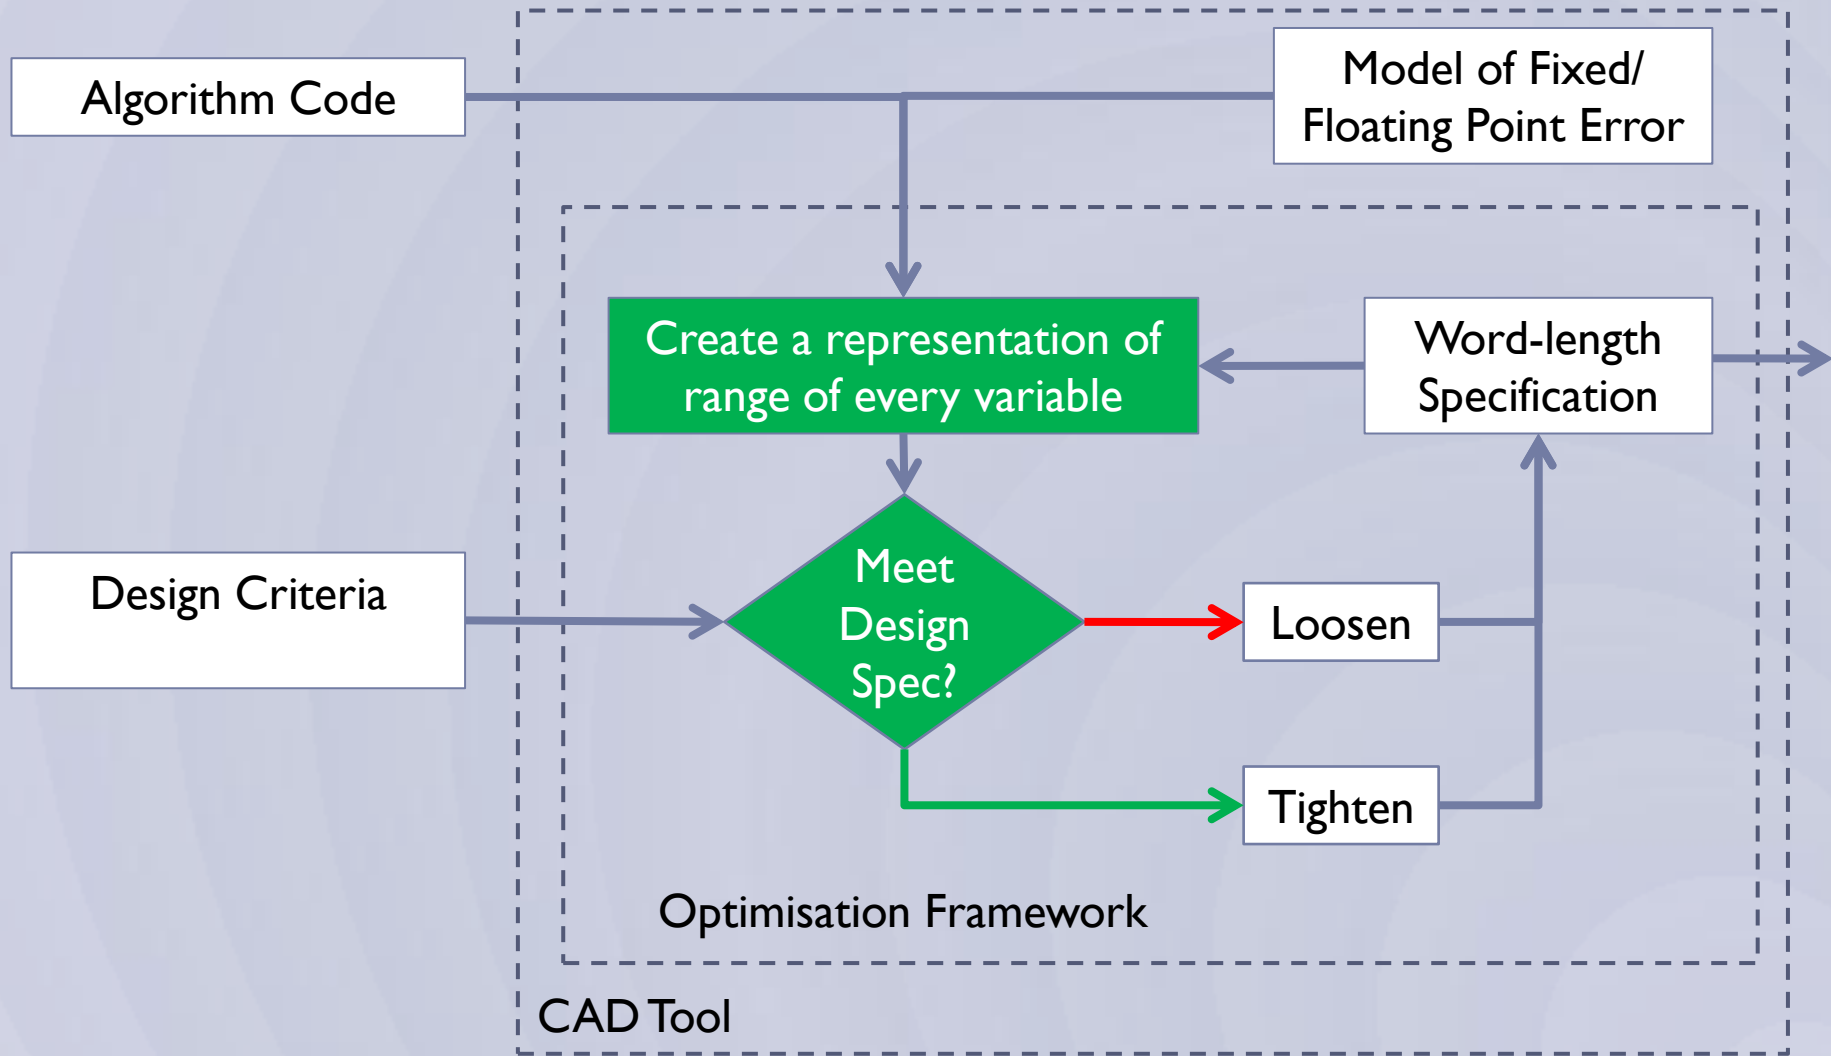 Algorithm Code
Model of Fixed/
Floating Point Error
Create a representation of
range of every variable
Word-length
Specification
Design Criteria
Meet
Design
Spec?
Loosen
Tighten
Optimisation Framework
CAD Tool